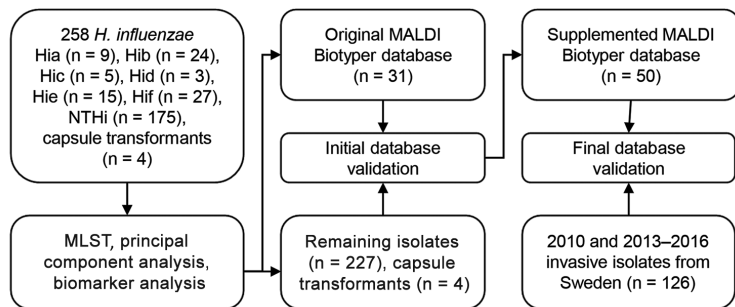 258 H. influenzae
Hia (n = 9), Hib (n = 24),
Hic (n = 5), Hid (n = 3),
Hie (n = 15), Hif (n = 27),
NTHi (n = 175),
capsule transformants
(n = 4)
MLST, principal
component analysis,
biomarker analysis
Original MALDI
Biotyper database
(n = 31)
Initial database
validation
Remaining isolates
(n = 227), capsule
transformants (n = 4)
Supplemented MALDI
Biotyper database
(n = 50)
Final database
validation
2010 and 2013–2016
invasive isolates from
Sweden (n = 126)